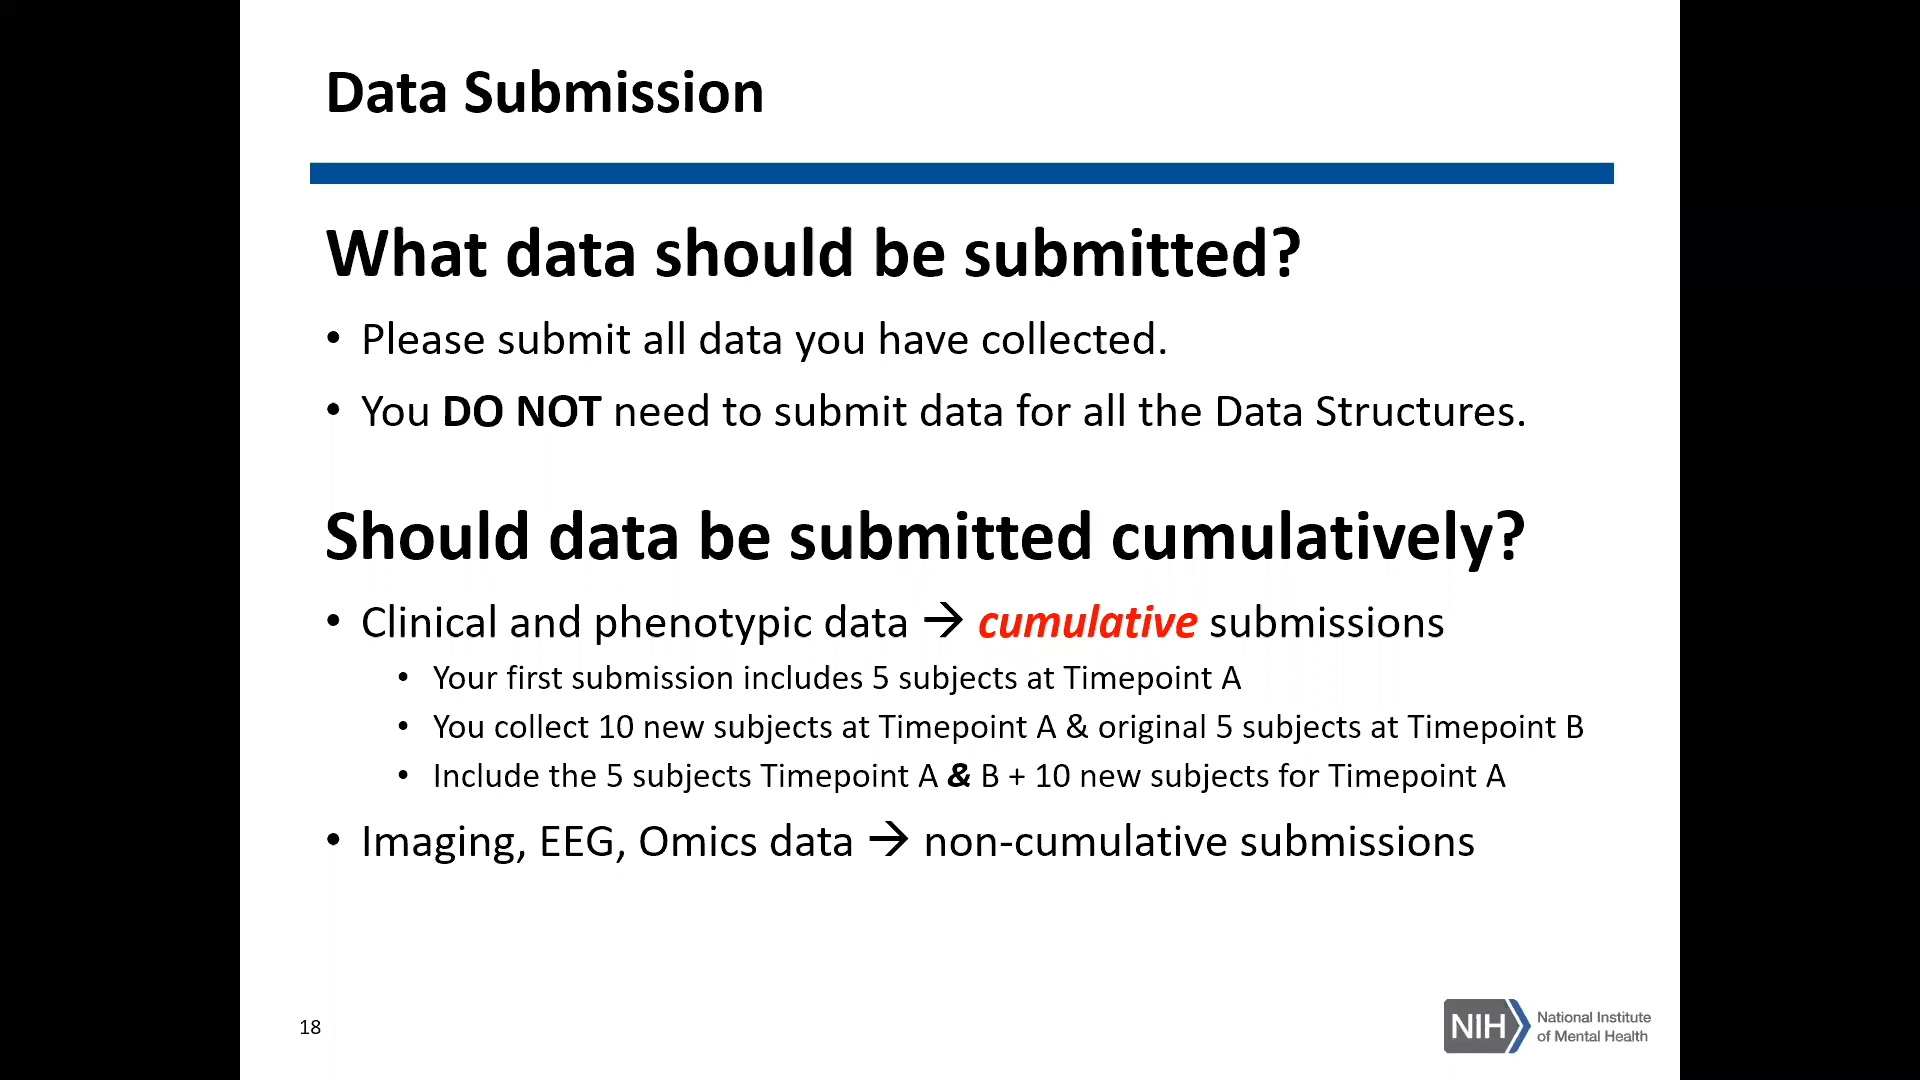 Data Submission
What data should be submitted?
• Please submit all data you have collected.
• You DO NOT need to submit data for all the Data Structures.
Should data be submitted cumulatively?
• Clinical and phenotypic data → cumulative submissions
• Your first submission includes 5 subjects at Timepoint A
• You collect 10 new subjects at Timepoint A & original 5 subjects at Timepoint B
• Include the 5 subjects Timepoint A & B + 10 new subjects for Timepoint A
• Imaging, EEG, Omics data → non-cumulative submissions
18
NIH
National Institute
of Mental Health